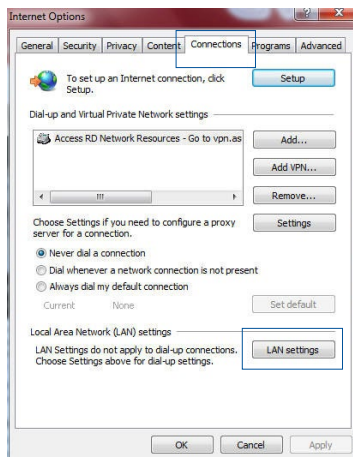 Internet Options
General Security Privacy Content Connections Programs Advanced
To set up an Internet connection, click
Setup.
Setup
Dial-up and Virtual Private Network settings
Access RD Network Resources - Go to vpn.as
Add...
Add VPN...
Remove...
Choose Settings if you need to configure a proxy
server for a connection.
Settings
Never dial a connection
Dial whenever a network connection is not present
Always dial my default connection
Current None
Set default
Local Area Network (LAN) settings
LAN Settings do not apply to dial-up connections.
Choose Settings above for dial-up settings.
LAN settings
OK Cancel Apply